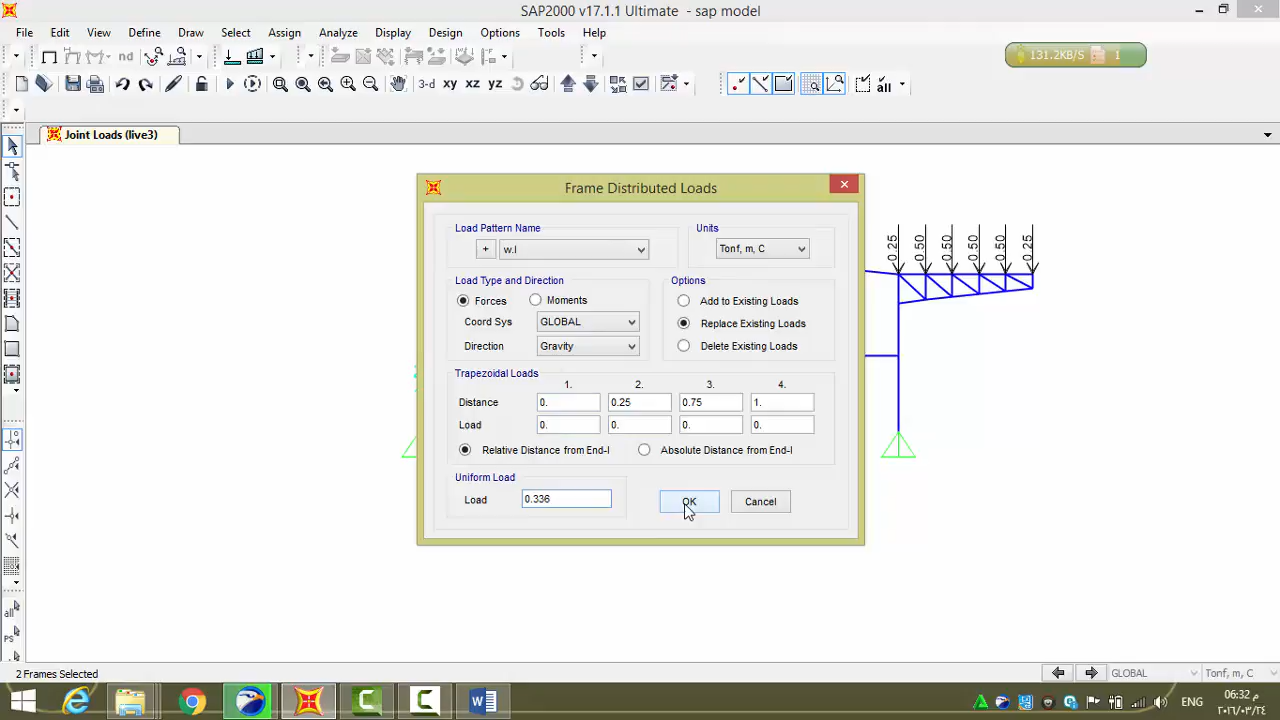 SAP2000 v17.1.1 Ultimate - sap model
File Edit View Define Draw Select Assign Analyze Display Design Options Tools Help
131.2KB/S 1
nd
3-d xy xz yz all
Joint Loads (live3)
Frame Distributed Loads
Load Pattern Name
+ w.l
Units
Tonf, m, C
Load Type and Direction
Forces Moments
Coord Sys GLOBAL
Direction Gravity
Options
Add to Existing Loads
Replace Existing Loads
Delete Existing Loads
Trapezoidal Loads
1. 2. 3. 4.
Distance 0. 0.25 0.75 1.
Load 0. 0. 0. 0.
Relative Distance from End-I Absolute Distance from End-I
Uniform Load
Load 0.336
OK Cancel
0.25 0.50 0.50 0.50 0.50 0.25
all
PS
2 Frames Selected
GLOBAL Tonf, m, C
ENG
06:32 م
٢٠١٦/٠٣/٢٤